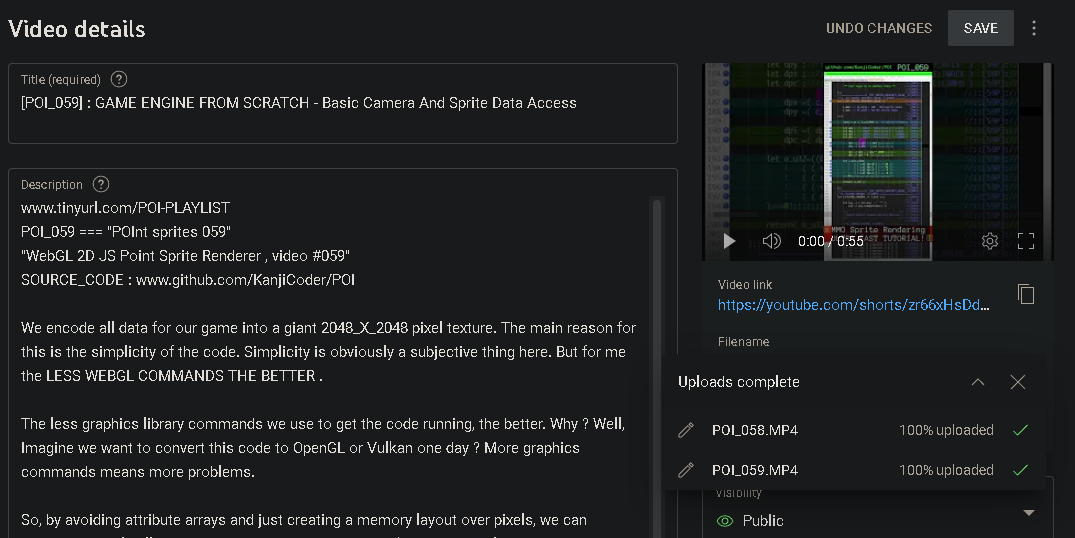 Video details
UNDO CHANGES
SAVE
Title (required)
[POI_059] : GAME ENGINE FROM SCRATCH - Basic Camera And Sprite Data Access
Description
www.tinyurl.com/POI-PLAYLIST
POI_059 === "POInt sprites 059"
"WebGL 2D JS Point Sprite Renderer , video #059"
SOURCE_CODE : www.github.com/KanjiCoder/POI
We encode all data for our game into a giant 2048_X_2048 pixel texture. The main reason for
this is the simplicity of the code. Simplicity is obviously a subjective thing here. But for me
the LESS WEBGL COMMANDS THE BETTER .
The less graphics library commands we use to get the code running, the better. Why ? Well,
Imagine we want to convert this code to OpenGL or Vulkan one day ? More graphics
commands means more problems.
So, by avoiding attribute arrays and just creating a memory layout over pixels, we can
github.com/KanjiCoder/POI POI_059
MMO Sprite Rendering
FAST TUTORIAL!
0:00 / 0:55
Video link
https://youtube.com/shorts/zr66xHsDd...
Filename
Uploads complete
POI_058.MP4 100% uploaded
POI_059.MP4 100% uploaded
Visibility
Public